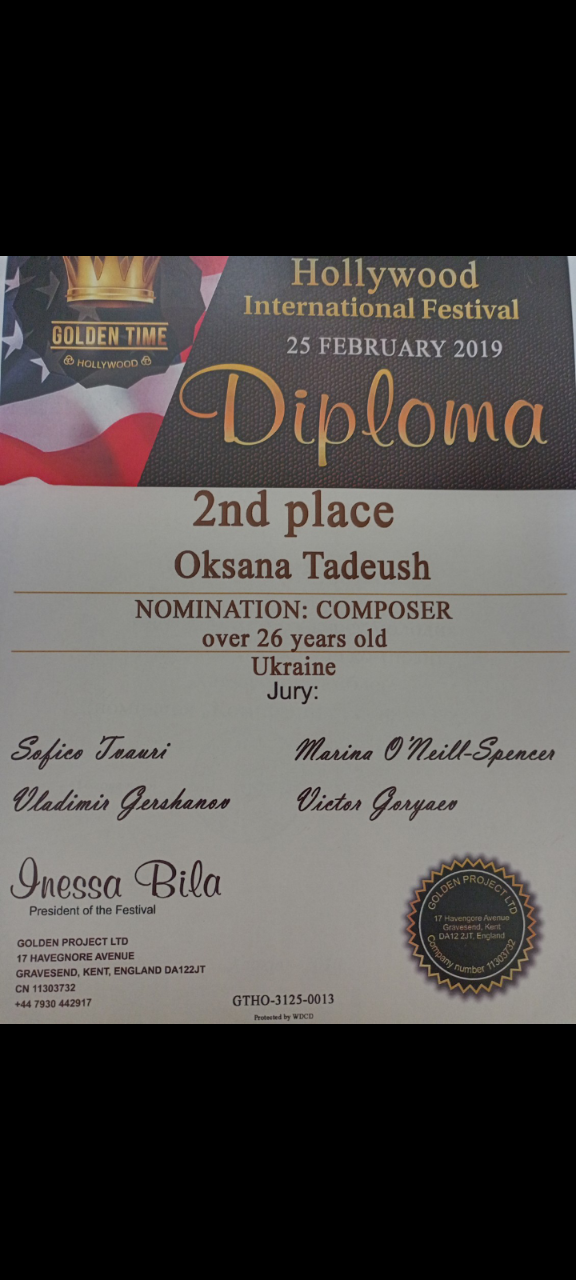 GOLDEN TIME
HOLLYWOOD
Hollywood
International Festival
25 FEBRUARY 2019
Diploma
2nd place
Oksana Tadeush
NOMINATION: COMPOSER
over 26 years old
Ukraine
Jury:
Sofico Tvauri
Marina O'Neill-Spencer
Vladimir Gershanov
Victor Goryaev
Inessa Bila
President of the Festival
GOLDEN PROJECT LTD
17 HAVEGNORE AVENUE
GRAVESEND, KENT, ENGLAND DA122JT
CN 11303732
+44 7930 442917
GTHO-3125-0013
Protected by WDCD
GOLDEN PROJECT LTD
17 Havengore Avenue
Gravesend, Kent
DA12 2JT, England
Company number 11303732